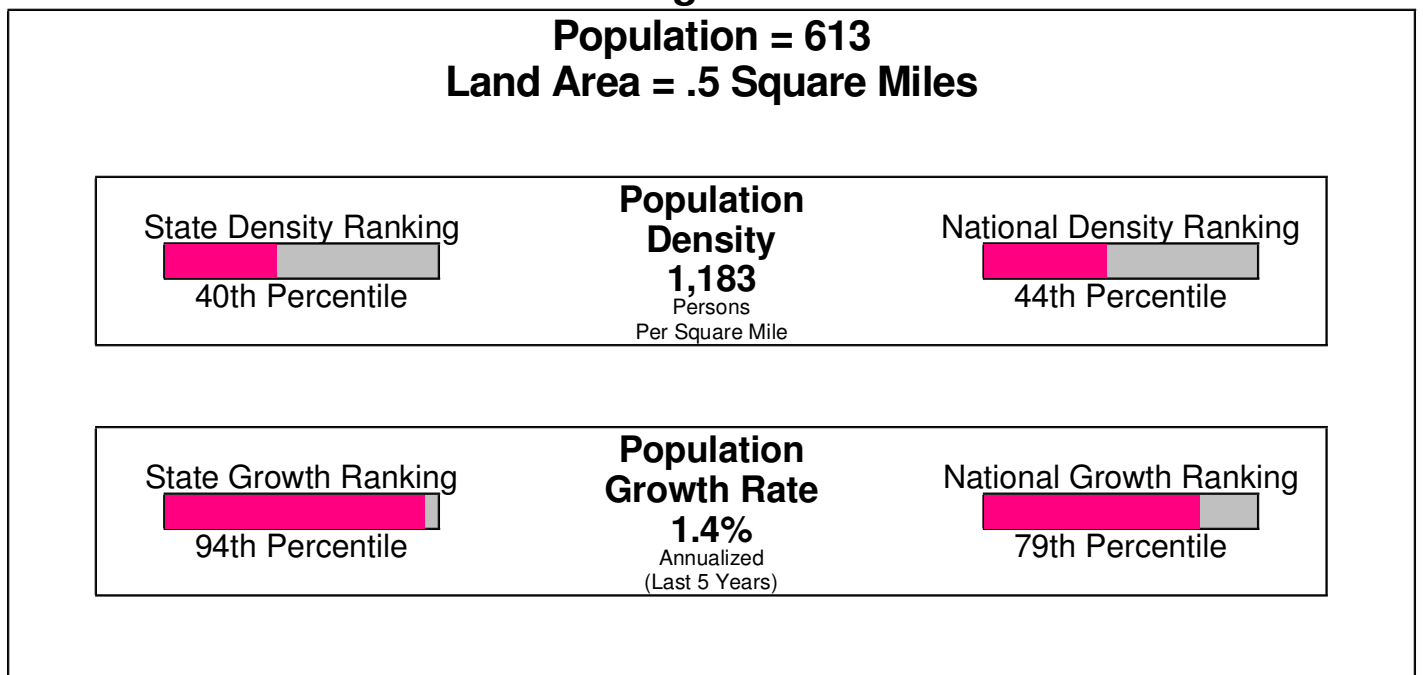 Population = 613
Land Area = .5 Square Miles
State Density Ranking
40th Percentile
Population
Density
1,183
Persons
Per Square Mile
National Density Ranking
44th Percentile
State Growth Ranking
94th Percentile
Population
Growth Rate
1.4%
Annualized
(Last 5 Years)
National Growth Ranking
79th Percentile